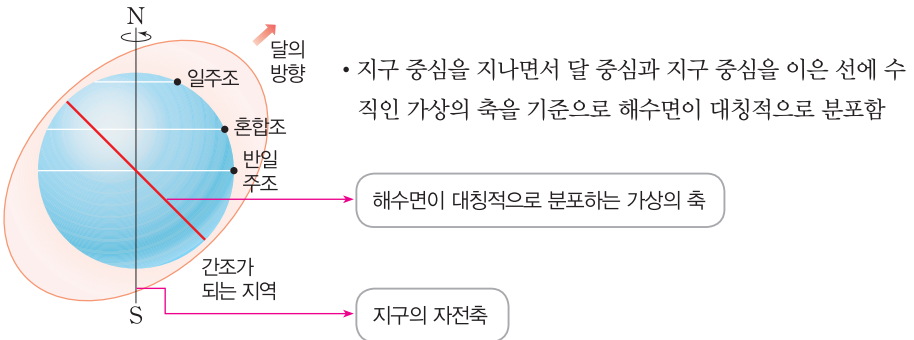 N
달의
방향
일주조
혼합조
반일
주조
간조가
되는 지역
S
• 지구 중심을 지나면서 달 중심과 지구 중심을 이은 선에 수
직인 가상의 축을 기준으로 해수면이 대칭적으로 분포함
해수면이 대칭적으로 분포하는 가상의 축
지구의 자전축